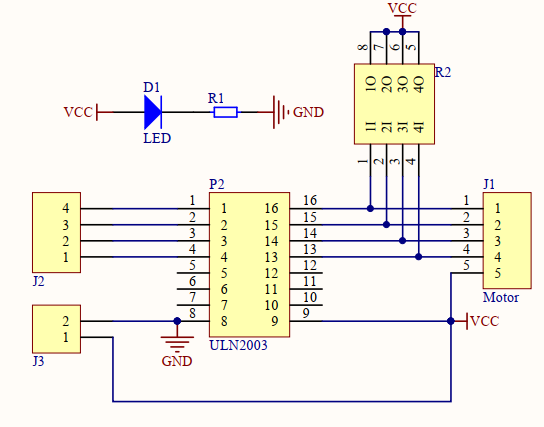 VCC
8 7 6 5
R2
1O 2O 3O 4O
1I 2I 3I 4I
1 2 3 4
D1
R1
VCC
GND
LED
P2
J1
1 16
2 15
3 14
4 13
5 12
6 11
7 10
8 9
4
3
2
1
J2
1 16
2 15
3 14
4 13
5 12
6 11
7 10
8 9
1 1
2 2
3 3
4 4
5 5
Motor
2
1
J3
GND
ULN2003
VCC